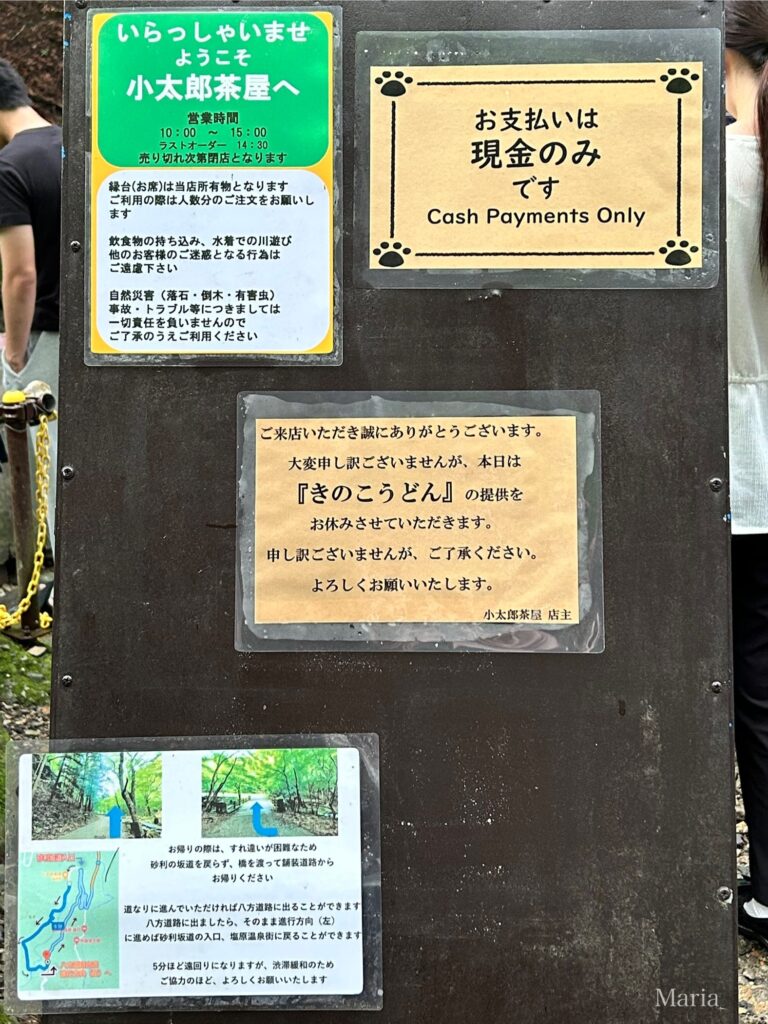 いらっしゃいませ
ようこそ
小太郎茶屋へ
営業時間
10:00 ～ 15:00
ラストオーダー 14:30
売り切れ次第閉店となります
縁台(お席)は当店所有物となります
ご利用の際は人数分のご注文をお願いし
ます
飲食物の持ち込み、水着での川遊び
他のお客様のご迷惑となる行為は
ご遠慮下さい
自然災害（落石・倒木・有害虫）
事故・トラブル等につきましては
一切責任を負いませんので
ご了承のうえご利用ください
お支払いは
現金のみ
です
Cash Payments Only
ご来店いただき誠にありがとうございます。
大変申し訳ございませんが、本日は
『きのこうどん』の提供を
お休みさせていただきます。
申し訳ございませんが、ご了承ください。
よろしくお願いいたします。
小太郎茶屋 店主
お帰りの際は、すれ違いが困難なため
砂利の坂道を戻らず、橋を渡って舗装道路から
お帰りください
道なりに進んでいただければ八方道路に出ることができます
八方道路に出ましたら、そのまま進行方向（左）
に進めば砂利坂道の入口、塩原温泉街に戻ることができます
5分ほど遠回りになりますが、渋滞緩和のため
ご協力のほど、よろしくお願いいたします
砂利坂道入口
Maria